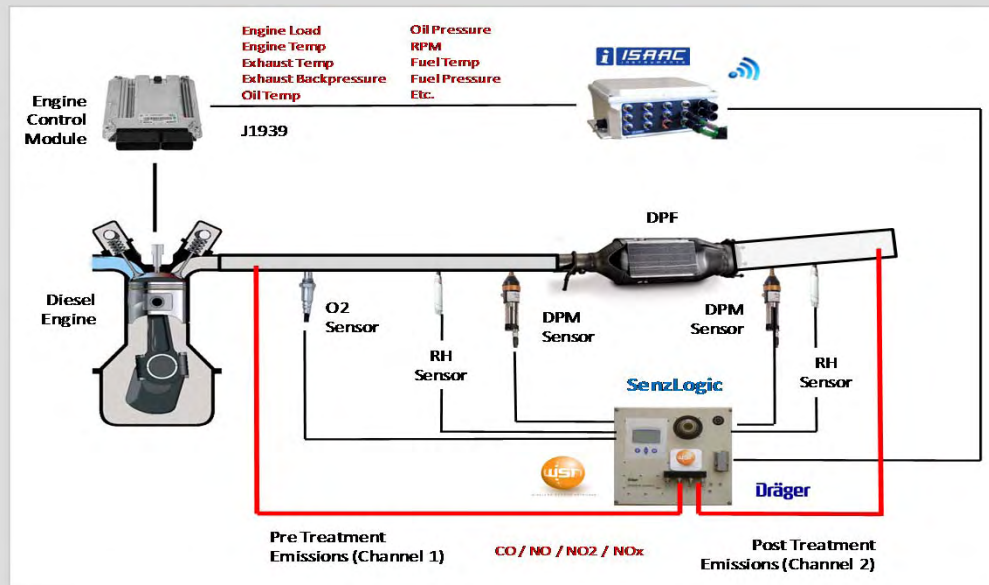 Engine Load
Engine Temp
Exhaust Temp
Exhaust Backpressure
Oil Temp
Oil Pressure
RPM
Fuel Temp
Fuel Pressure
Etc.
ISAAC
INSTRUMENTS
Engine
Control
Module
J1939
DPF
Diesel
Engine
O2
Sensor
RH
Sensor
DPM
Sensor
DPM
Sensor
RH
Sensor
SenzLogic
wisn
Dräger
Pre Treatment
Emissions (Channel 1)
CO / NO / NO2 / NOx
Post Treatment
Emissions (Channel 2)